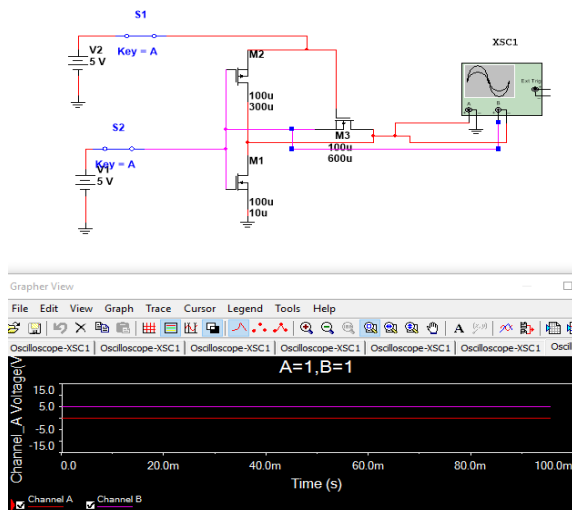 S1
XSC1
V2
5 V
Key = A
M2
Ext Trig
A
B
100u
300u
S2
M3
100u
600u
Key = A
V1
5 V
M1
100u
10u
Grapher View
File Edit View Graph Trace Cursor Legend Tools Help
Oscilloscope-XSC1 Oscilloscope-XSC1 Oscilloscope-XSC1 Oscilloscope-XSC1 Oscilloscope-XSC1 Oscilloscope-XSC1 Oscil
A=1,B=1
Channel_A Voltage(V
15.0
5.0
-5.0
-15.0
0.0 20.0m 40.0m 60.0m 80.0m 100.0m
Time (s)
Channel A Channel B